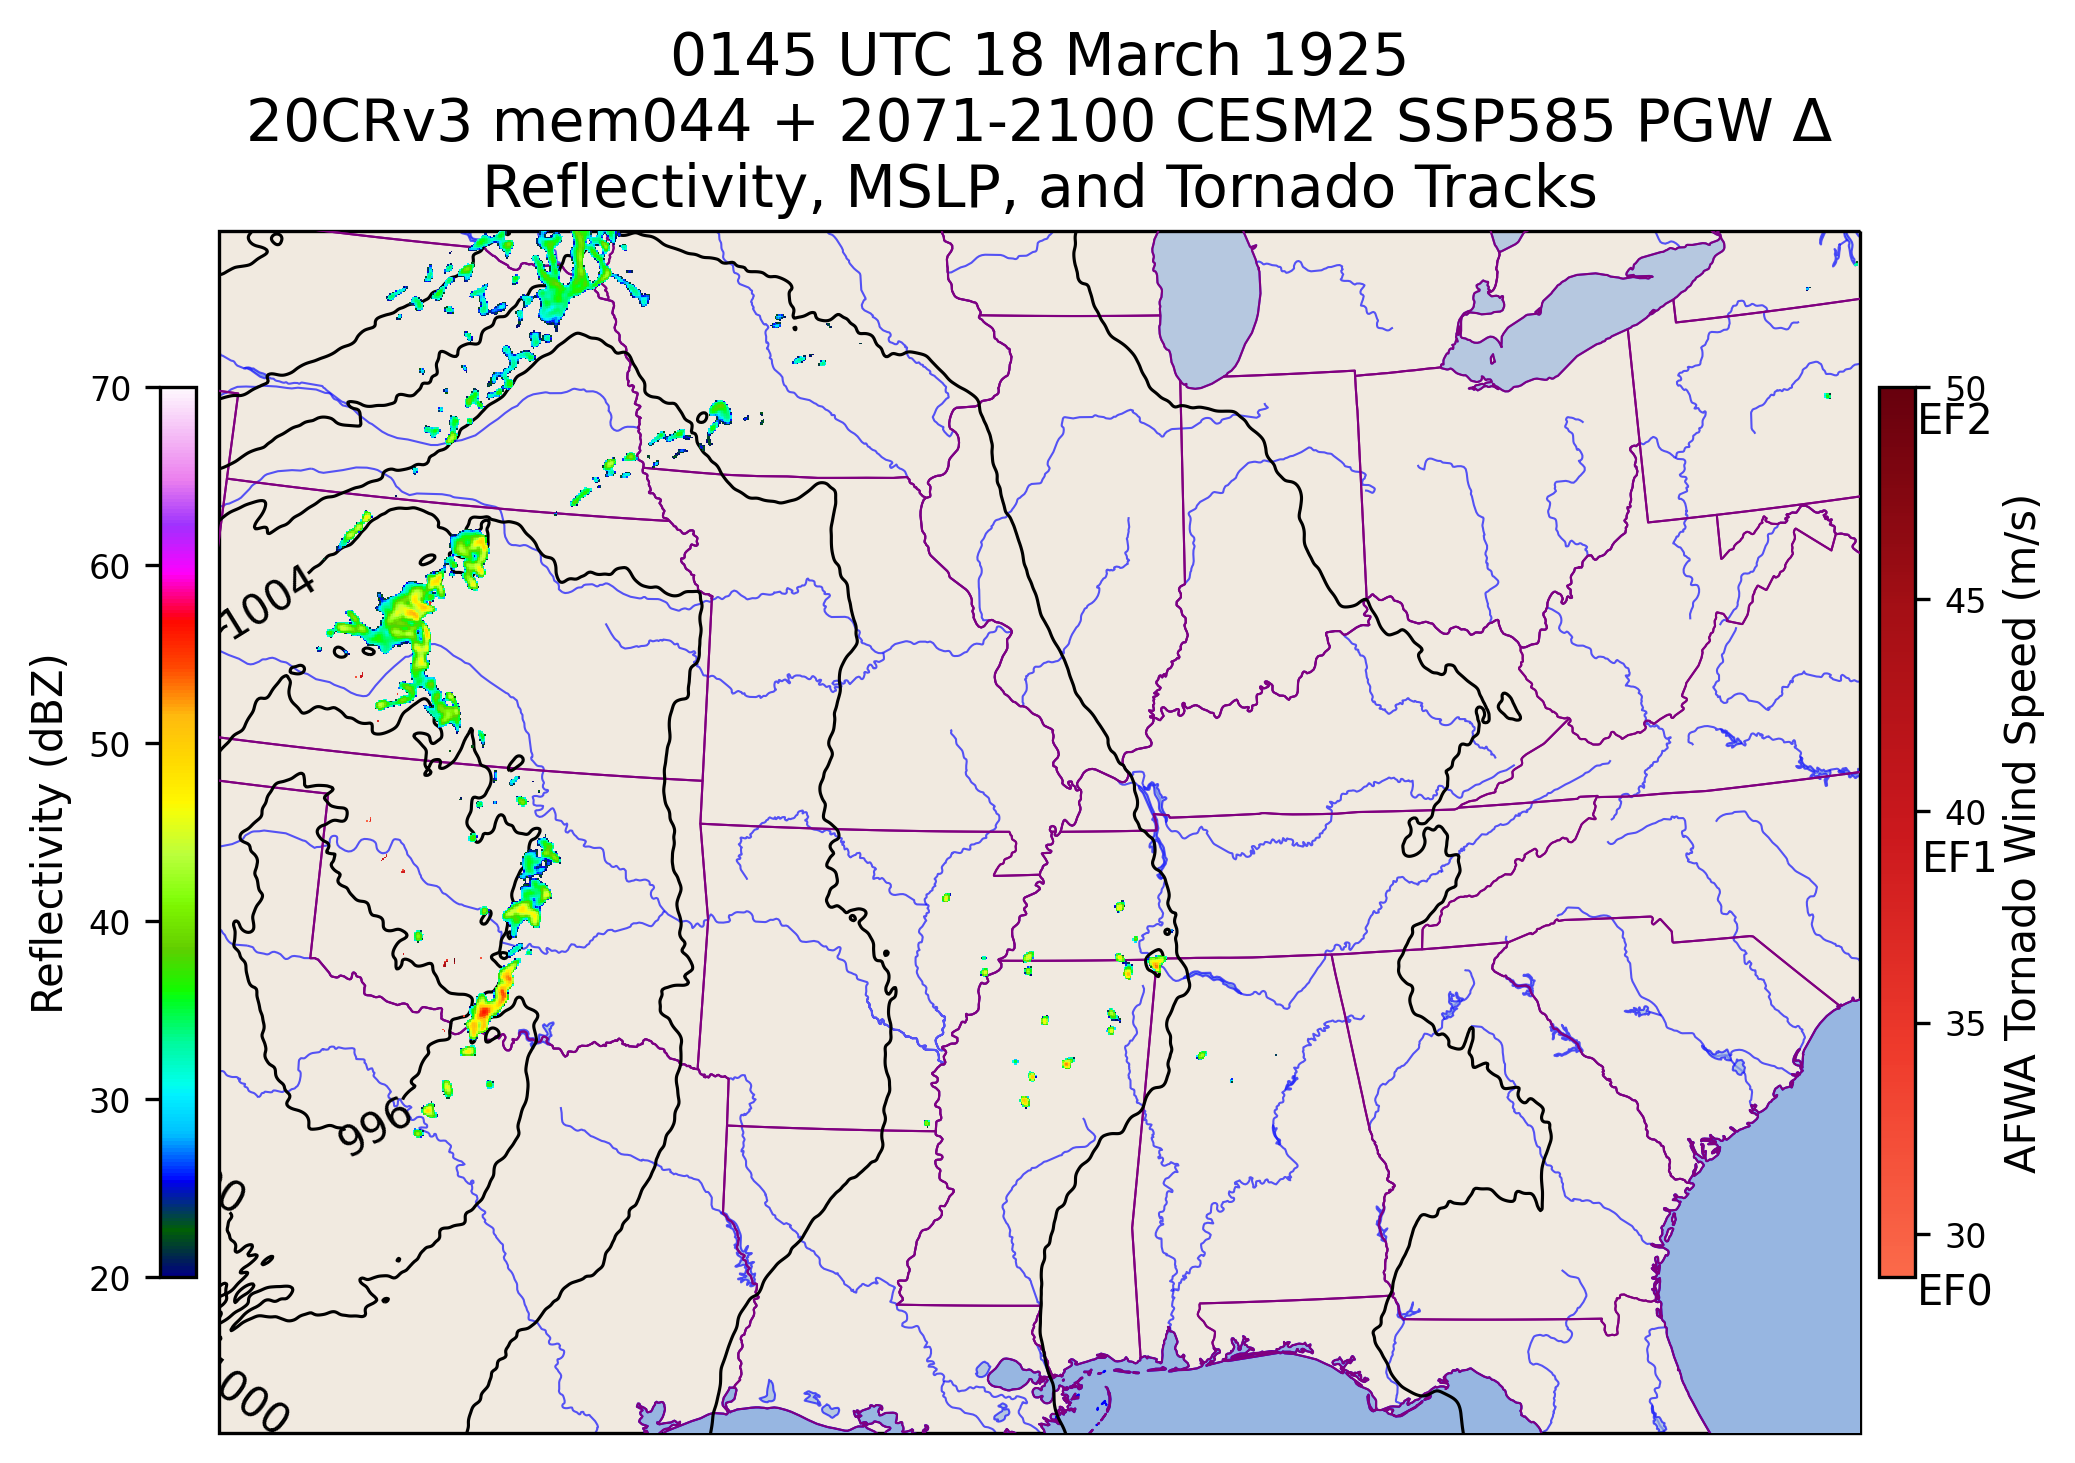 0145 UTC 18 March 1925
20CRv3 mem044 + 2071-2100 CESM2 SSP585 PGW Δ
Reflectivity, MSLP, and Tornado Tracks
Reflectivity (dBZ)
70
60
50
40
30
20
1004
996
0
000
50
EF2
45
40
EF1
35
30
EF0
AFWA Tornado Wind Speed (m/s)